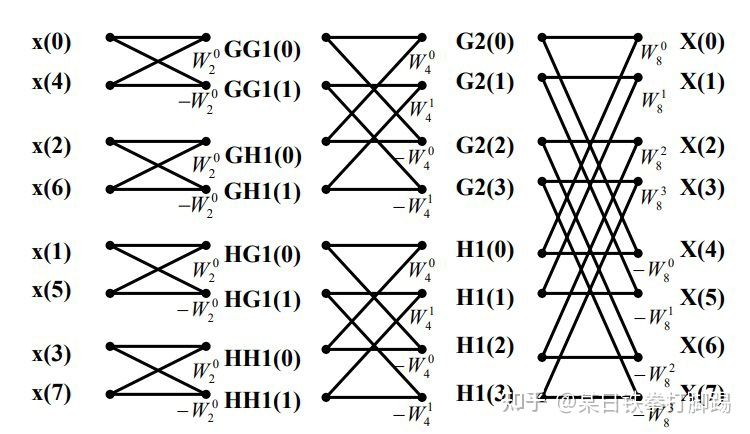 x(0) W_2^0 GG1(0) W_4^0 G2(0) W_8^0 X(0)
x(4) -W_2^0 GG1(1) W_4^1 G2(1) W_8^1 X(1)
x(2) W_2^0 GH1(0) -W_4^0 G2(2) W_8^2 X(2)
x(6) -W_2^0 GH1(1) -W_4^1 G2(3) W_8^3 X(3)
x(1) W_2^0 HG1(0) W_4^0 H1(0) -W_8^0 X(4)
x(5) -W_2^0 HG1(1) W_4^1 H1(1) -W_8^1 X(5)
x(3) W_2^0 HH1(0) -W_4^0 H1(2) -W_8^2 X(6)
x(7) -W_2^0 HH1(1) -W_4^1 H1(3) -W_8^3 X(7)
知乎 @某日铁拳打脚踢